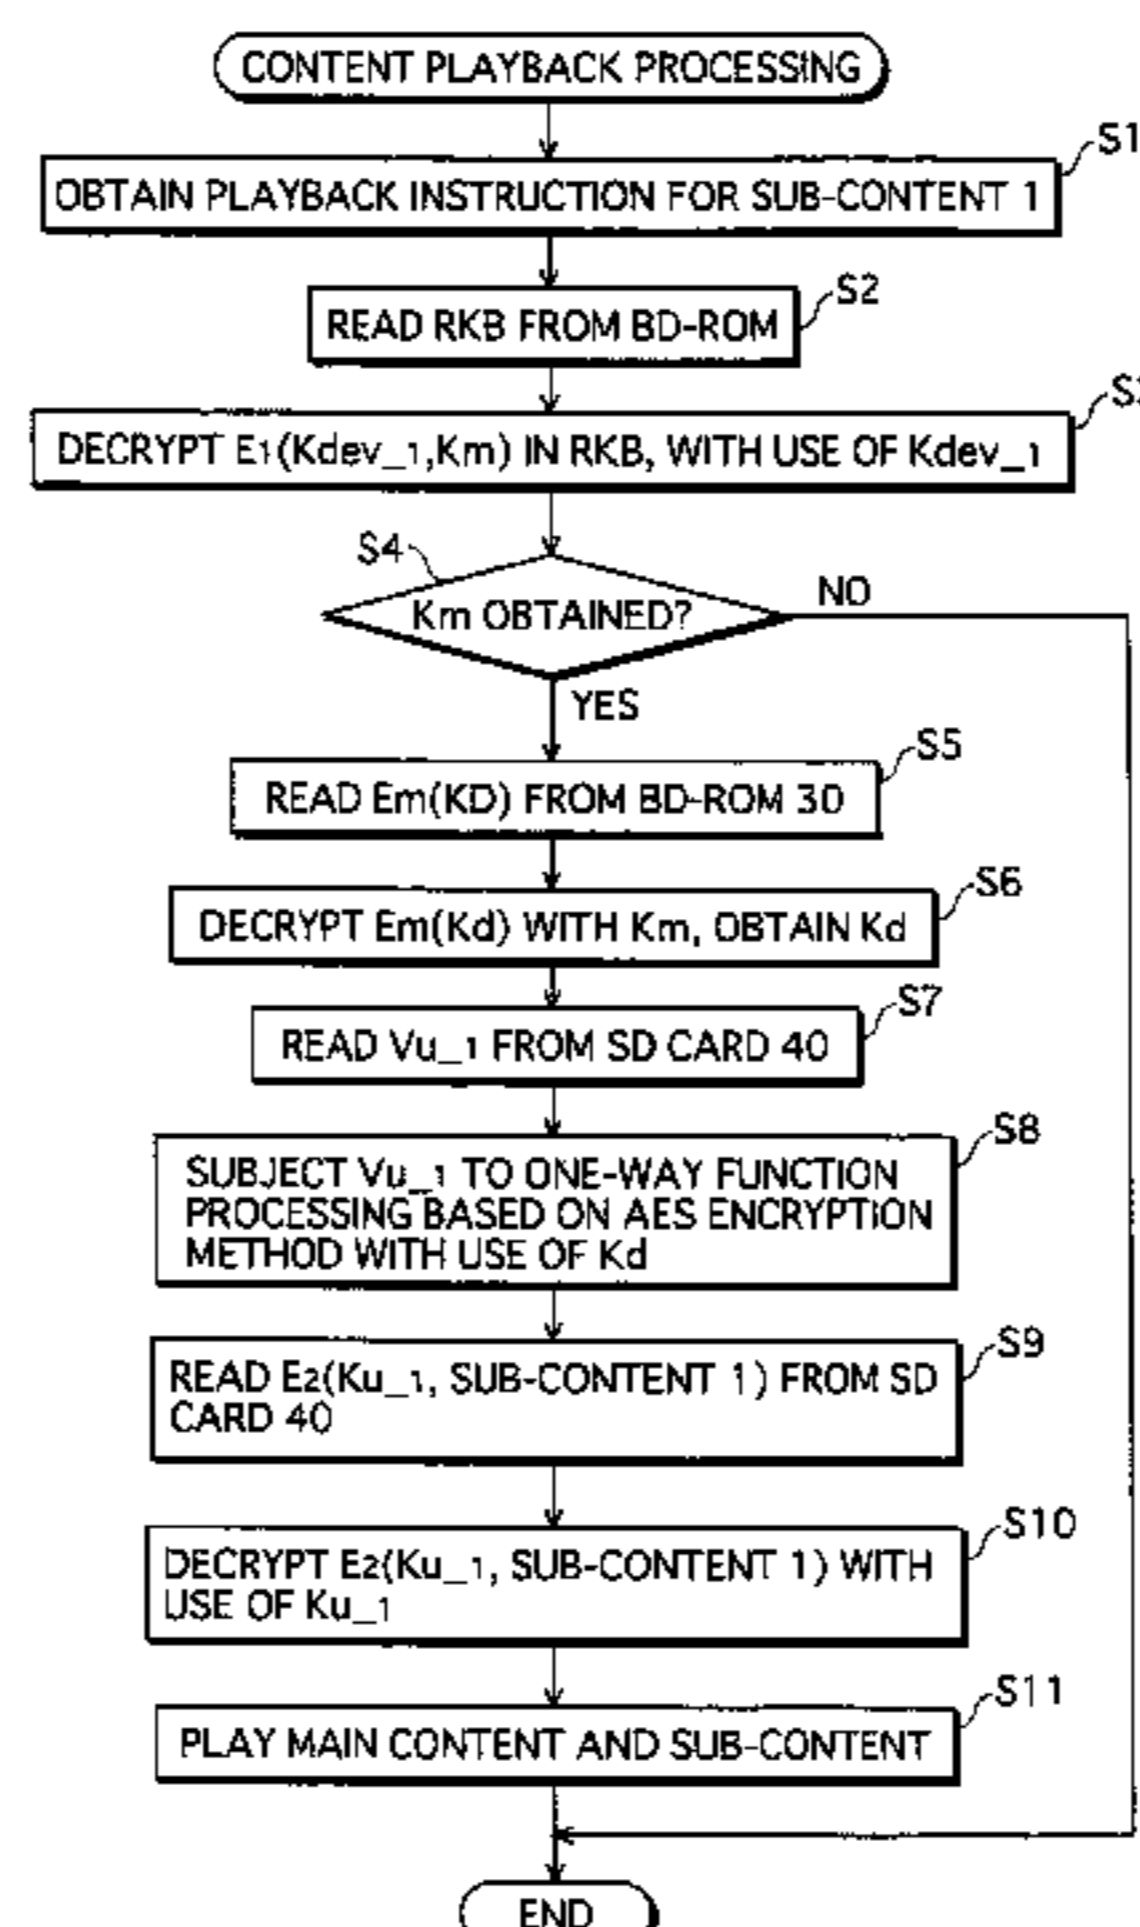 CONTENT PLAYBACK PROCESSING
S1
OBTAIN PLAYBACK INSTRUCTION FOR SUB-CONTENT 1
S2
READ RKB FROM BD-ROM
DECRYPT E1(Kdev_1,Km) IN RKB, WITH USE OF Kdev_1
S4
Km OBTAINED?
NO
YES
S5
READ Em(KD) FROM BD-ROM 30
S6
DECRYPT Em(Kd) WITH Km, OBTAIN Kd
S7
READ Vu_1 FROM SD CARD 40
S8
SUBJECT Vu_1 TO ONE-WAY FUNCTION
PROCESSING BASED ON AES ENCRYPTION
METHOD WITH USE OF Kd
S9
READ E2(Ku_1, SUB-CONTENT 1) FROM SD
CARD 40
S10
DECRYPT E2(Ku_1, SUB-CONTENT 1) WITH
USE OF Ku_1
S11
PLAY MAIN CONTENT AND SUB-CONTENT
END